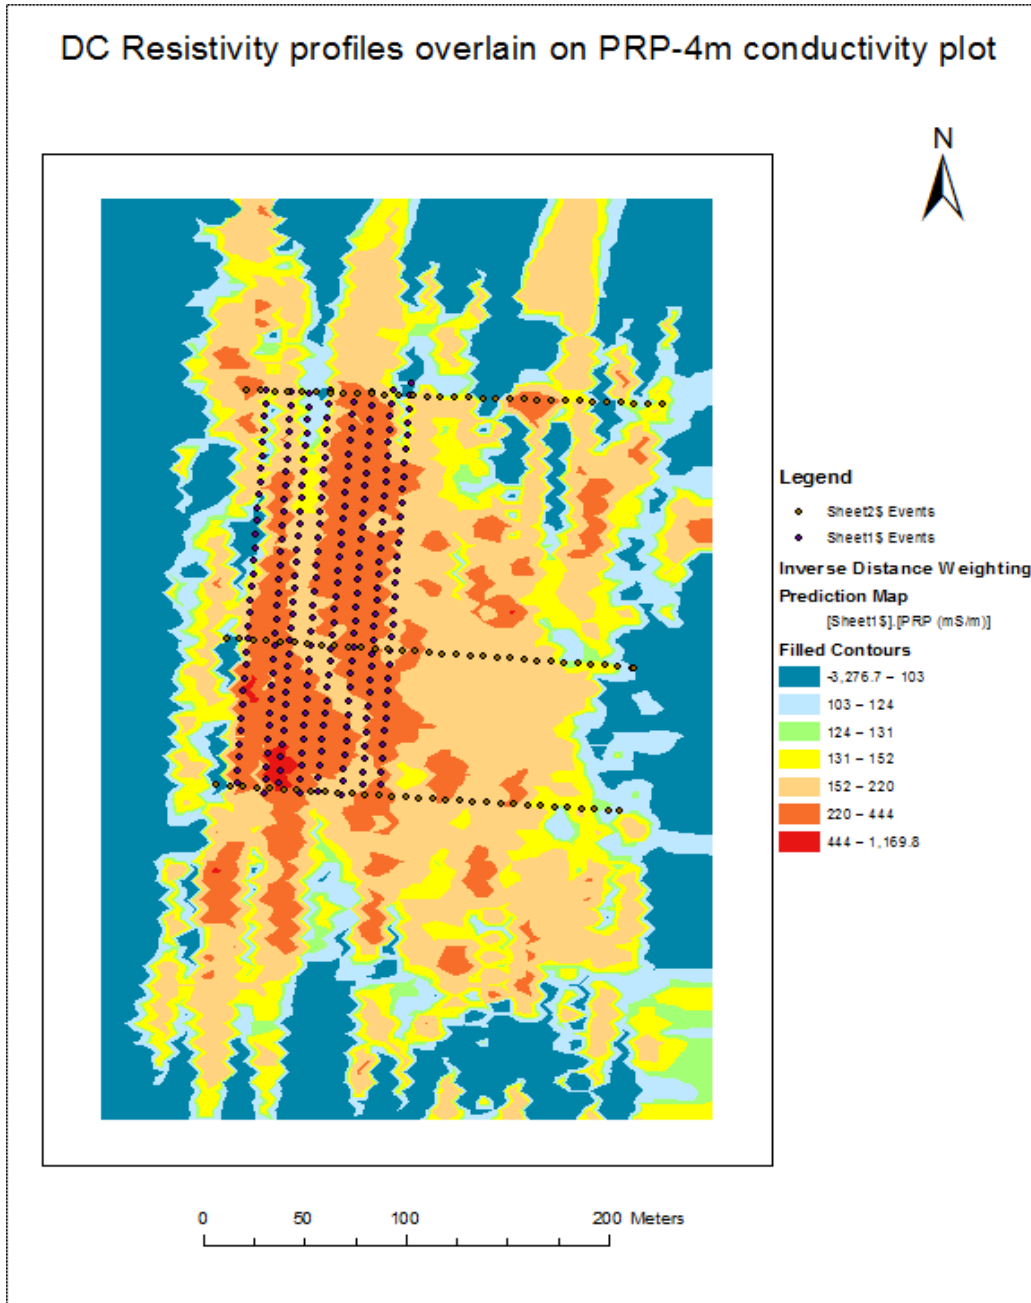 DC Resistivity profiles overlain on PRP-4m conductivity plot
N
Legend
Sheet2$ Events
Sheet1$ Events
Inverse Distance Weighting
Prediction Map
[Sheet1$].[PRP (mS/m)]
Filled Contours
-3,276.7 – 103
103 – 124
124 – 131
131 – 152
152 – 220
220 – 444
444 – 1,169.8
0 50 100 200 Meters